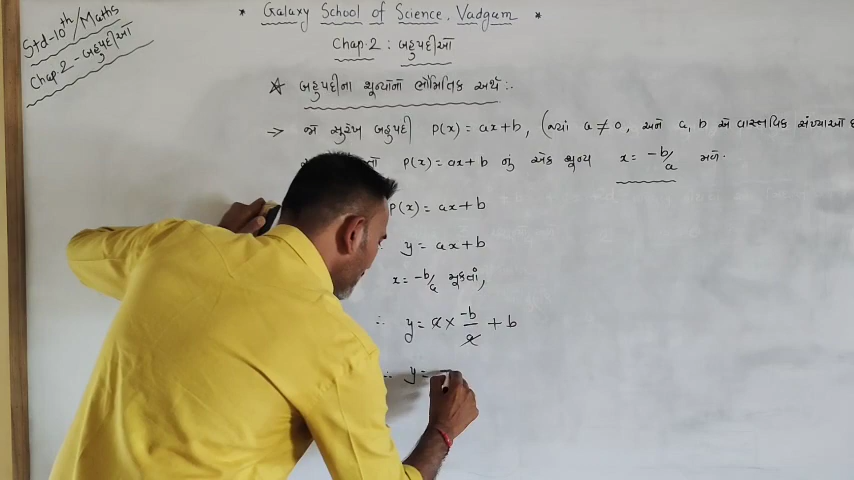 Std-10th/Maths
Chap.2 - બહુપદીઓ
* Galaxy School of Science, Vadgam *
Chap.2 : બહુપદીઓ
☆ બહુપદીના શૂન્યોનો ભૌમિતિક અર્થ :-
→ જો સુરેખ બહુપદી P(x) = ax+b, (જ્યાં a ≠ 0, અને a, b એ વાસ્તવિક સંખ્યાઓ
P(x) = ax+b નું એક શૂન્ય x = -b/a મળે.
P(x) = ax+b
y = ax+b
x = -b/a મૂકતાં,
∴ y = a × -b/a + b
∴ y = -